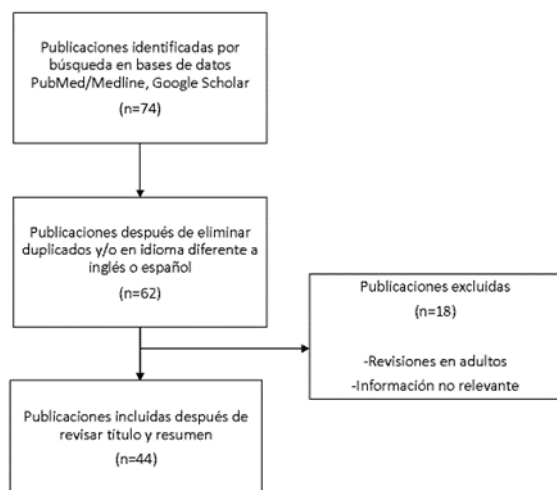 Publicaciones identificadas por
búsqueda en bases de datos
PubMed/Medline, Google Scholar
(n=74)
Publicaciones después de eliminar
duplicados y/o en idioma diferente a
inglés o español
(n=62)
Publicaciones excluidas
(n=18)
-Revisiones en adultos
-Información no relevante
Publicaciones incluidas después de
revisar título y resumen
(n=44)